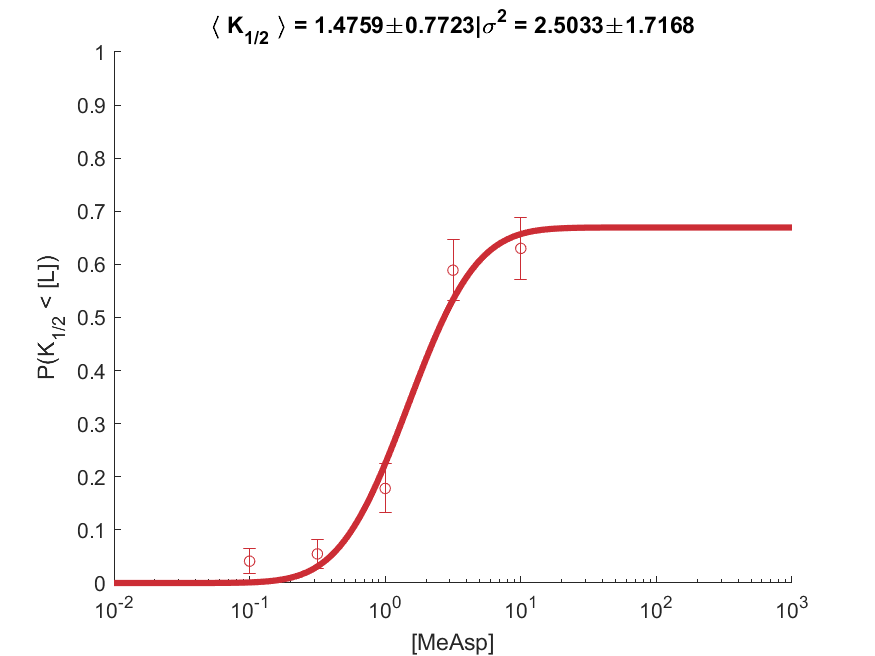 ⟨ K1/2 ⟩ = 1.4759±0.7723|σ2 = 2.5033±1.7168
1
0.9
0.8
0.7
0.6
0.5
0.4
0.3
0.2
0.1
0
P(K1/2 < [L])
10-2 10-1 100 101 102 103
[MeAsp]